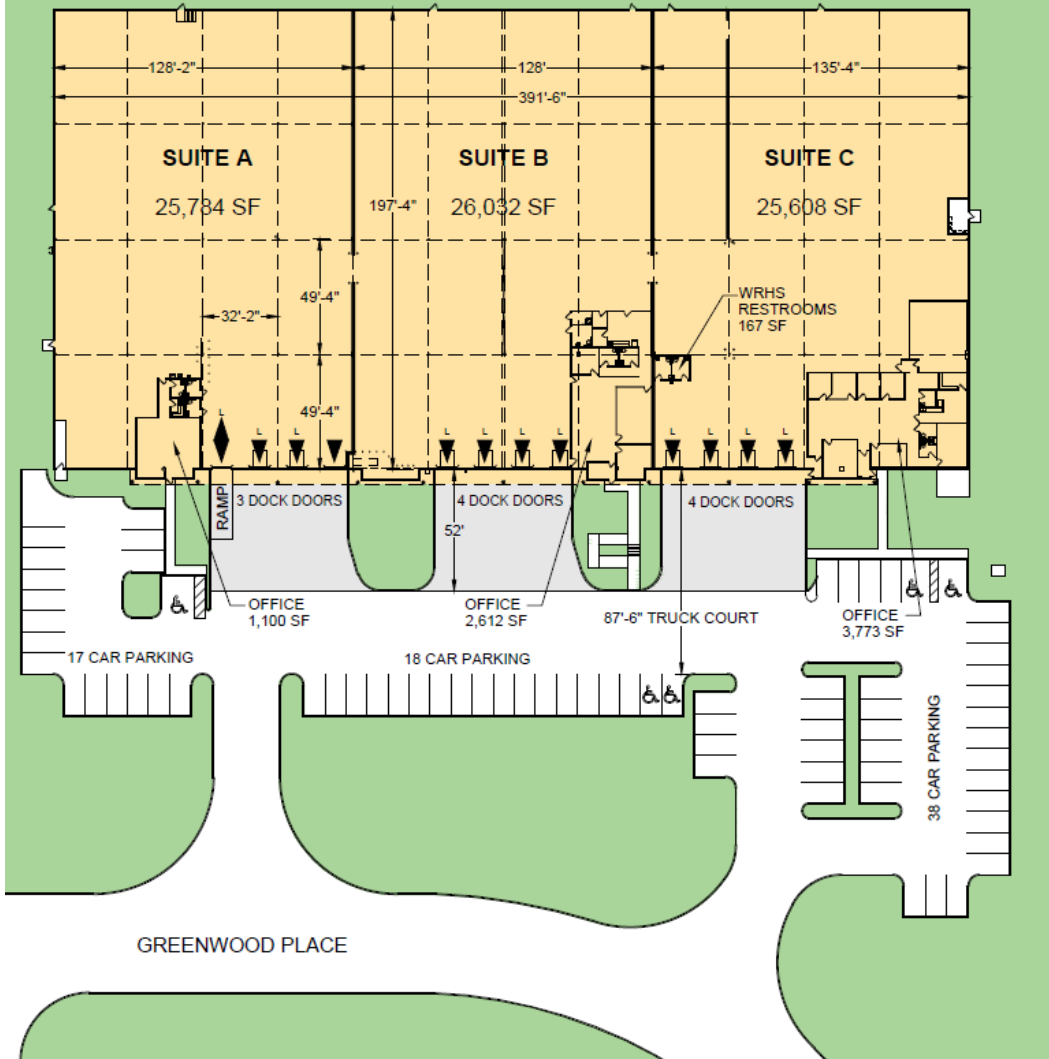 128'-2"
128'
135'-4"
391'-6"
SUITE A
25,784 SF
SUITE B
26,032 SF
SUITE C
25,608 SF
197'-4"
49'-4"
32'-2"
WRHS
RESTROOMS
167 SF
49'-4"
L
L
L
L
L
L
L
L
L
L
L
RAMP
3 DOCK DOORS
4 DOCK DOORS
4 DOCK DOORS
52'
OFFICE
1,100 SF
OFFICE
2,612 SF
87'-6" TRUCK COURT
OFFICE
3,773 SF
17 CAR PARKING
18 CAR PARKING
38 CAR PARKING
GREENWOOD PLACE